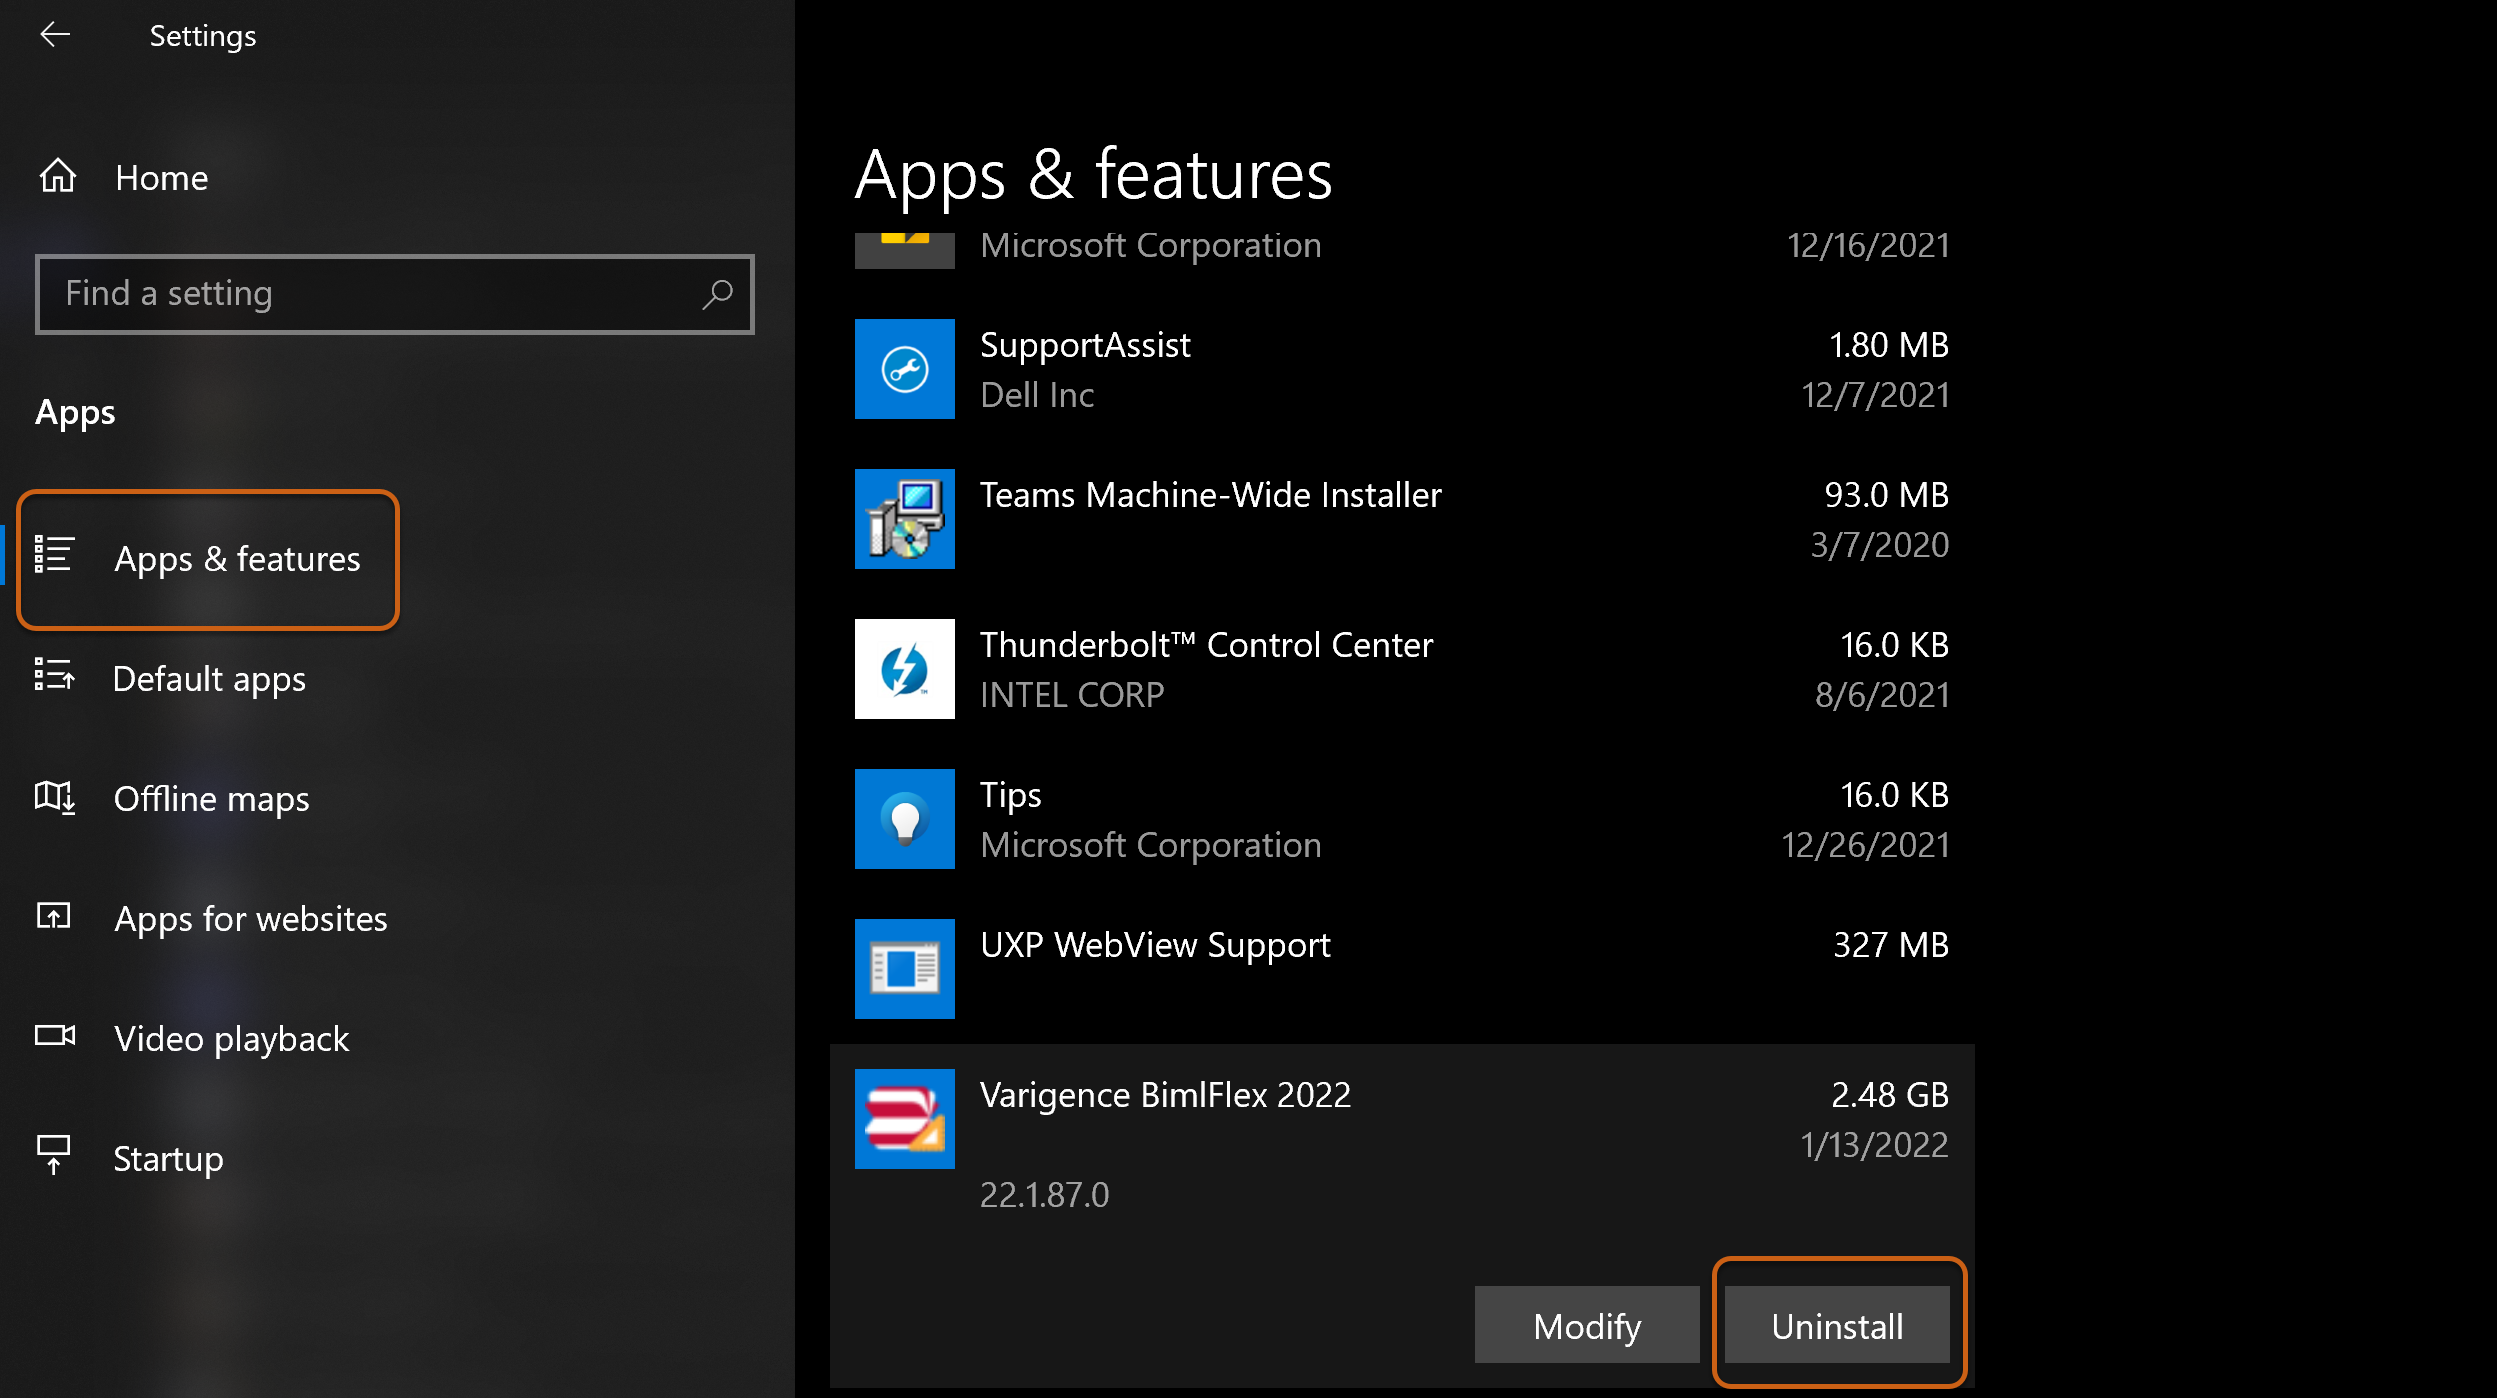 Settings
Home
Find a setting
Apps
Apps & features
Default apps
Offline maps
Apps for websites
Video playback
Startup
Apps & features
Microsoft Corporation 12/16/2021
SupportAssist 1.80 MB
Dell Inc 12/7/2021
Teams Machine-Wide Installer 93.0 MB
3/7/2020
Thunderbolt™ Control Center 16.0 KB
INTEL CORP 8/6/2021
Tips 16.0 KB
Microsoft Corporation 12/26/2021
UXP WebView Support 327 MB
Varigence BimlFlex 2022 2.48 GB
1/13/2022
22.1.87.0
Modify Uninstall